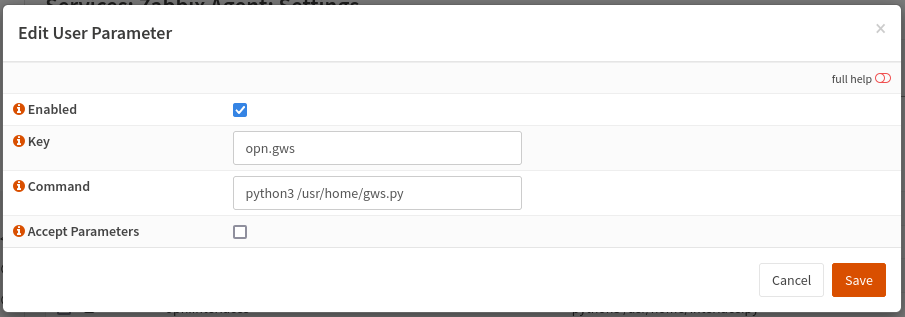 Services: Zabbix Agent: Settings
Edit User Parameter
×
full help
Enabled
Key
opn.gws
Command
python3 /usr/home/gws.py
Accept Parameters
Cancel
Save